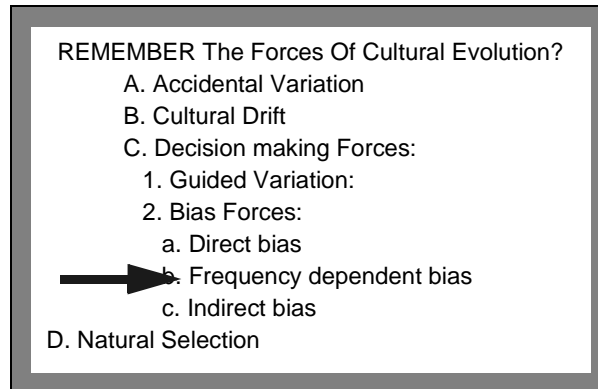 REMEMBER The Forces Of Cultural Evolution?
A. Accidental Variation
B. Cultural Drift
C. Decision making Forces:
1. Guided Variation:
2. Bias Forces:
a. Direct bias
b. Frequency dependent bias
c. Indirect bias
D. Natural Selection